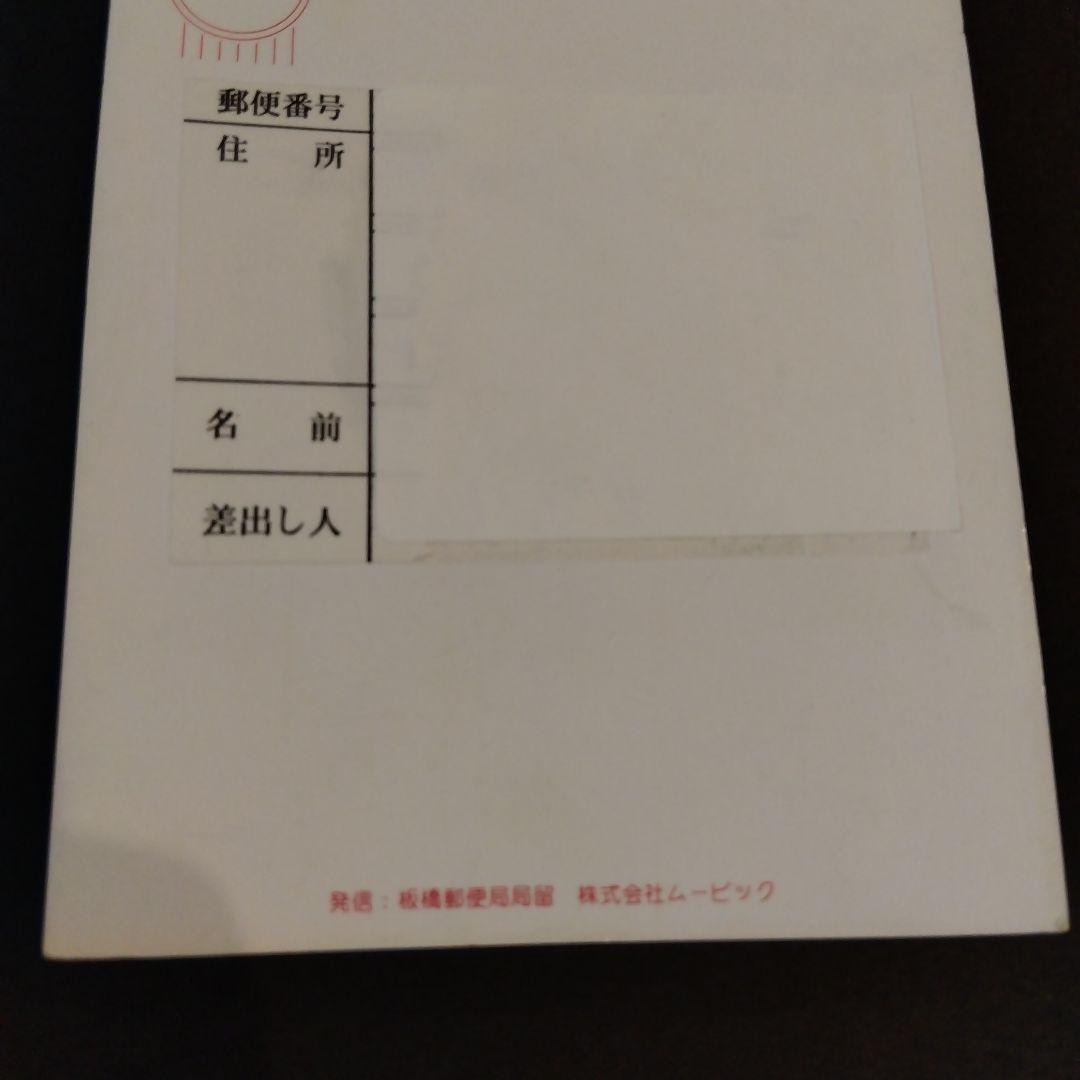 郵便番号
住 所
名 前
差出し人
発信：板橋郵便局局留 株式会社ムービック